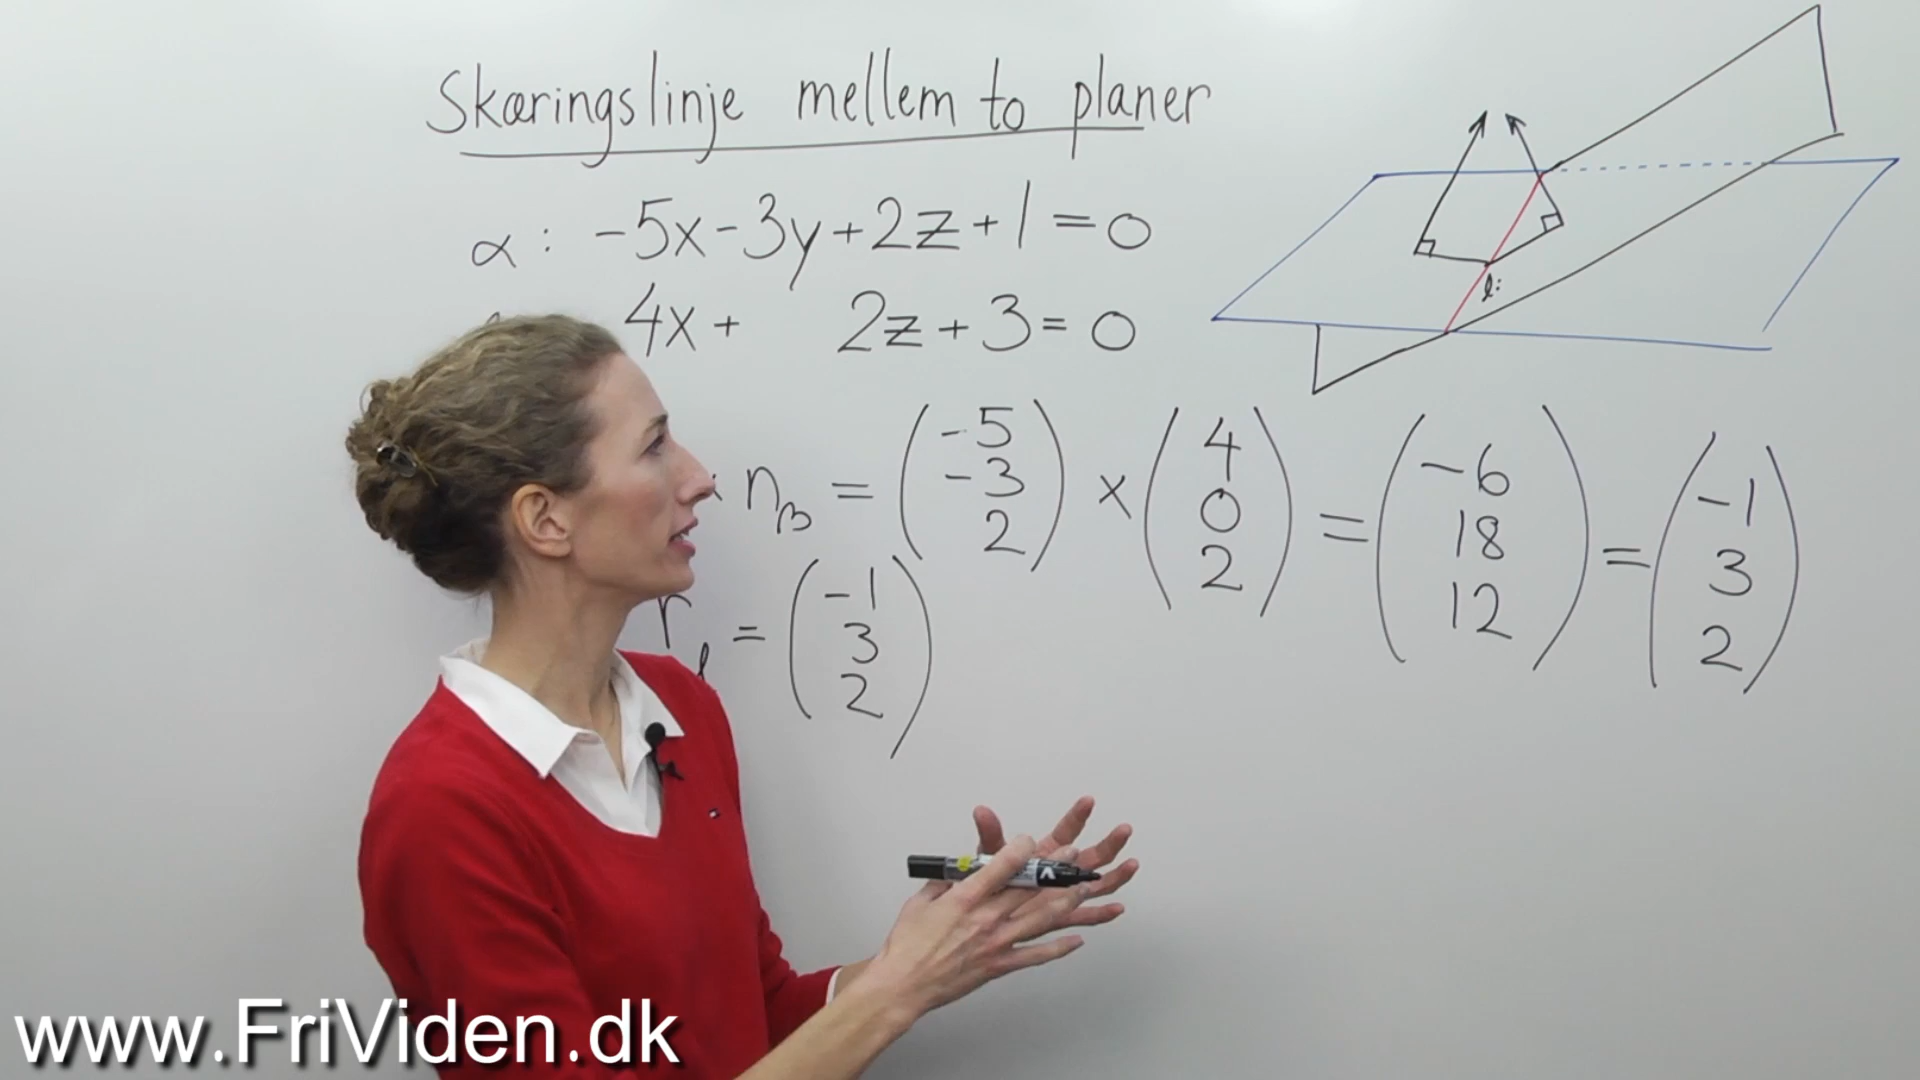 Skæringslinje mellem to planer
α: -5x-3y+2z+1=0
4x+ 2z+3=0
l:
n_β = (-5 -3 2) × (4 0 2) = (-6 18 12) = (-1 3 2)
r_l = (-1 3 2)
www.FriViden.dk